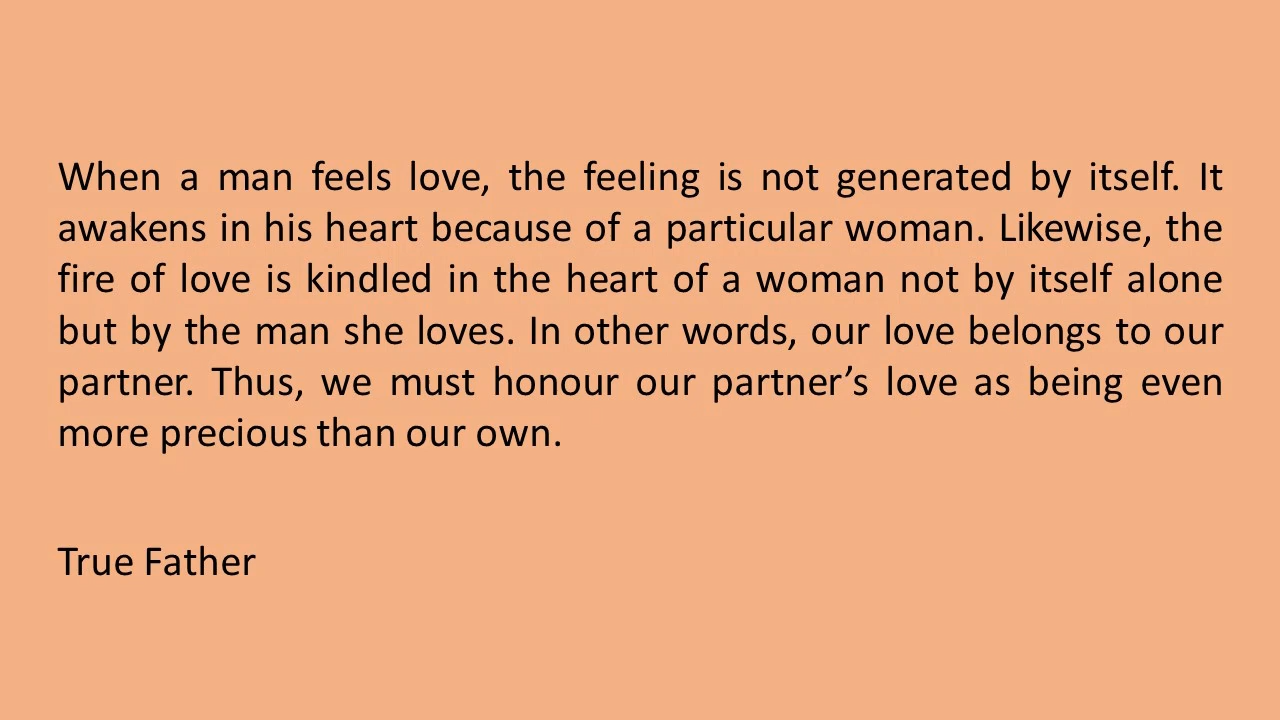 When a man feels love, the feeling is not generated by itself. It
awakens in his heart because of a particular woman. Likewise, the
fire of love is kindled in the heart of a woman not by itself alone
but by the man she loves. In other words, our love belongs to our
partner. Thus, we must honour our partner’s love as being even
more precious than our own.
True Father